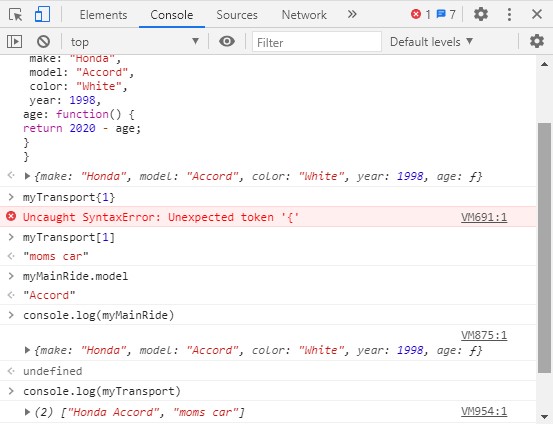 Elements Console Sources Network » 1 7
top Filter Default levels
make: "Honda",
model: "Accord",
color: "White",
year: 1998,
age: function() {
return 2020 - age;
}
}
{make: "Honda", model: "Accord", color: "White", year: 1998, age: ƒ}
myTransport{1}
Uncaught SyntaxError: Unexpected token '{' VM691:1
myTransport[1]
"moms car"
myMainRide.model
"Accord"
console.log(myMainRide)
VM875:1
{make: "Honda", model: "Accord", color: "White", year: 1998, age: ƒ}
undefined
console.log(myTransport)
(2) ["Honda Accord", "moms car"] VM954:1